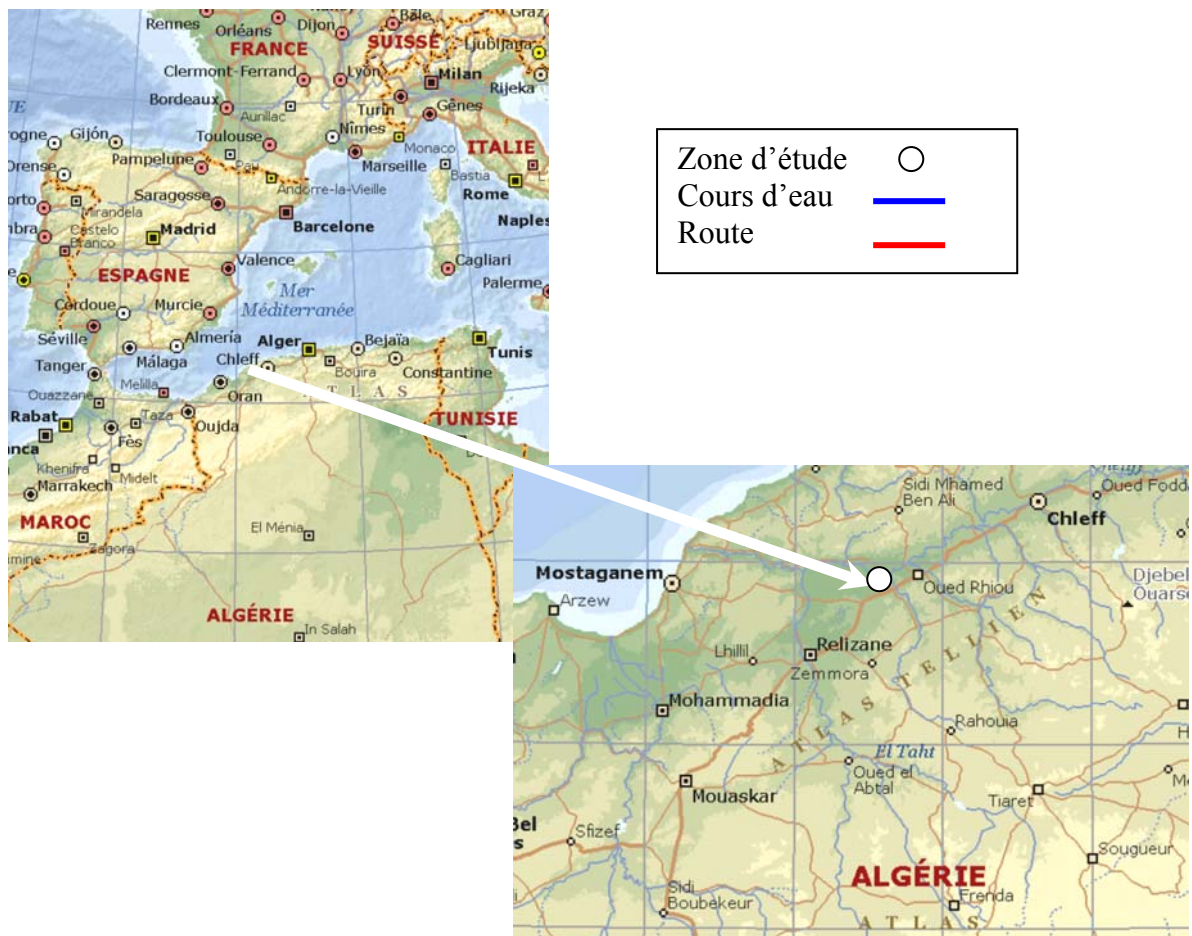 Rennes
Orléans
Dijon
Bâle
Graz
FRANCE
SUISSE
Ljubljana
Clermont-Ferrand
Lyon
Milan
Rijeka
Bordeaux
Aurillac
Turin
Gênes
Gijón
Toulouse
Nîmes
Monaco
ITALIE
Orense
Pampelune
Pau
Marseille
Bastia
Andorre-la-Vieille
Rome
Saragosse
Mirandela
Castelo
Branco
Madrid
Barcelone
Naples
ESPAGNE
Valence
Cagliari
Mer
Méditerranée
Palerme
Cordoue
Murcie
Séville
Almería
Alger
Bejaïa
Tunis
Tanger
Málaga
Chleff
Bouira
Constantine
Ouazzane
Melilla
Oran
ATLAS
Rabat
Taza
Oujda
TUNISIE
Fès
Khenifra
Midelt
Marrakech
MAROC
El Ménia
Zagora
ALGÉRIE
In Salah
Zone d'étude
Cours d'eau
Route
Sidi Mhamed
Ben Ali
Oued Fodda
Chleff
Mostaganem
Oued Rhiou
Djebel
Arzew
Lhillil
Relizane
Zemmora
ATLAS TELLIEN
Mohammadia
Rahouia
El Taht
Oued el
Abtal
Mouaskar
Tiaret
Sfizef
Sougueur
ALGÉRIE
Sidi
Boubékeur
Frenda
ATLAS